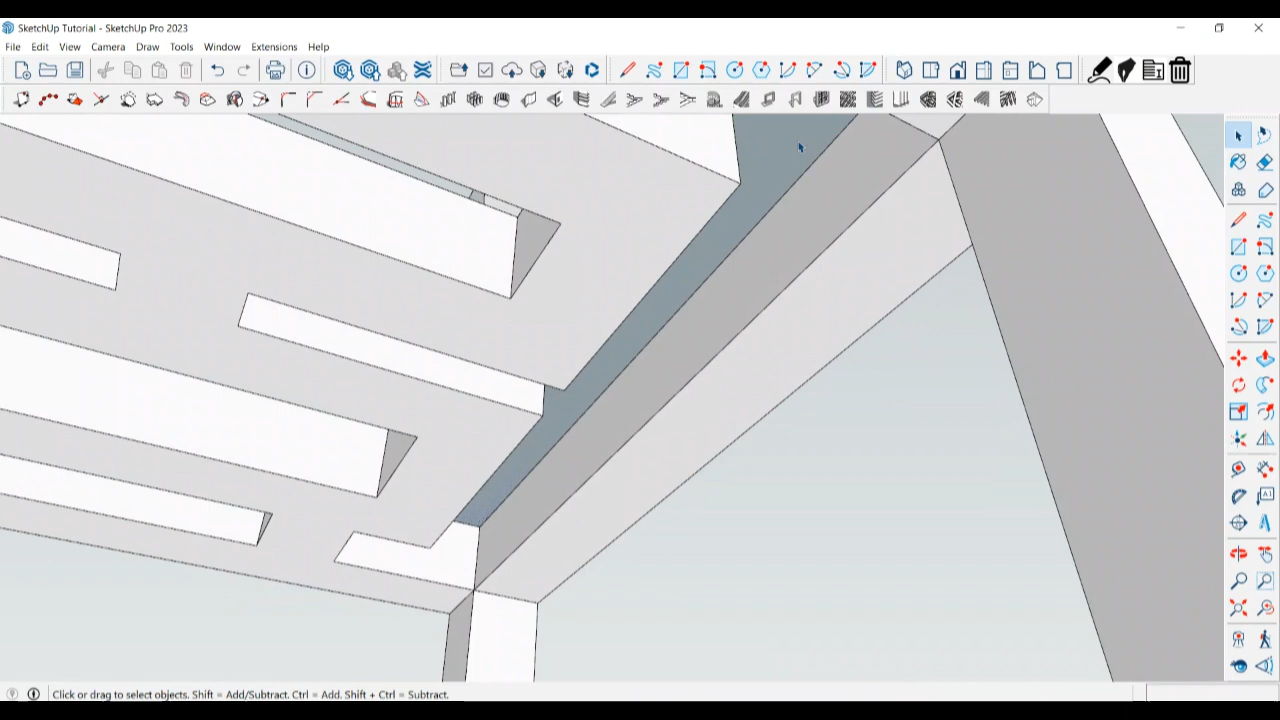 SketchUp Tutorial - SketchUp Pro 2023
File Edit View Camera Draw Tools Window Extensions Help
Click or drag to select objects. Shift = Add/Subtract. Ctrl = Add. Shift + Ctrl = Subtract.